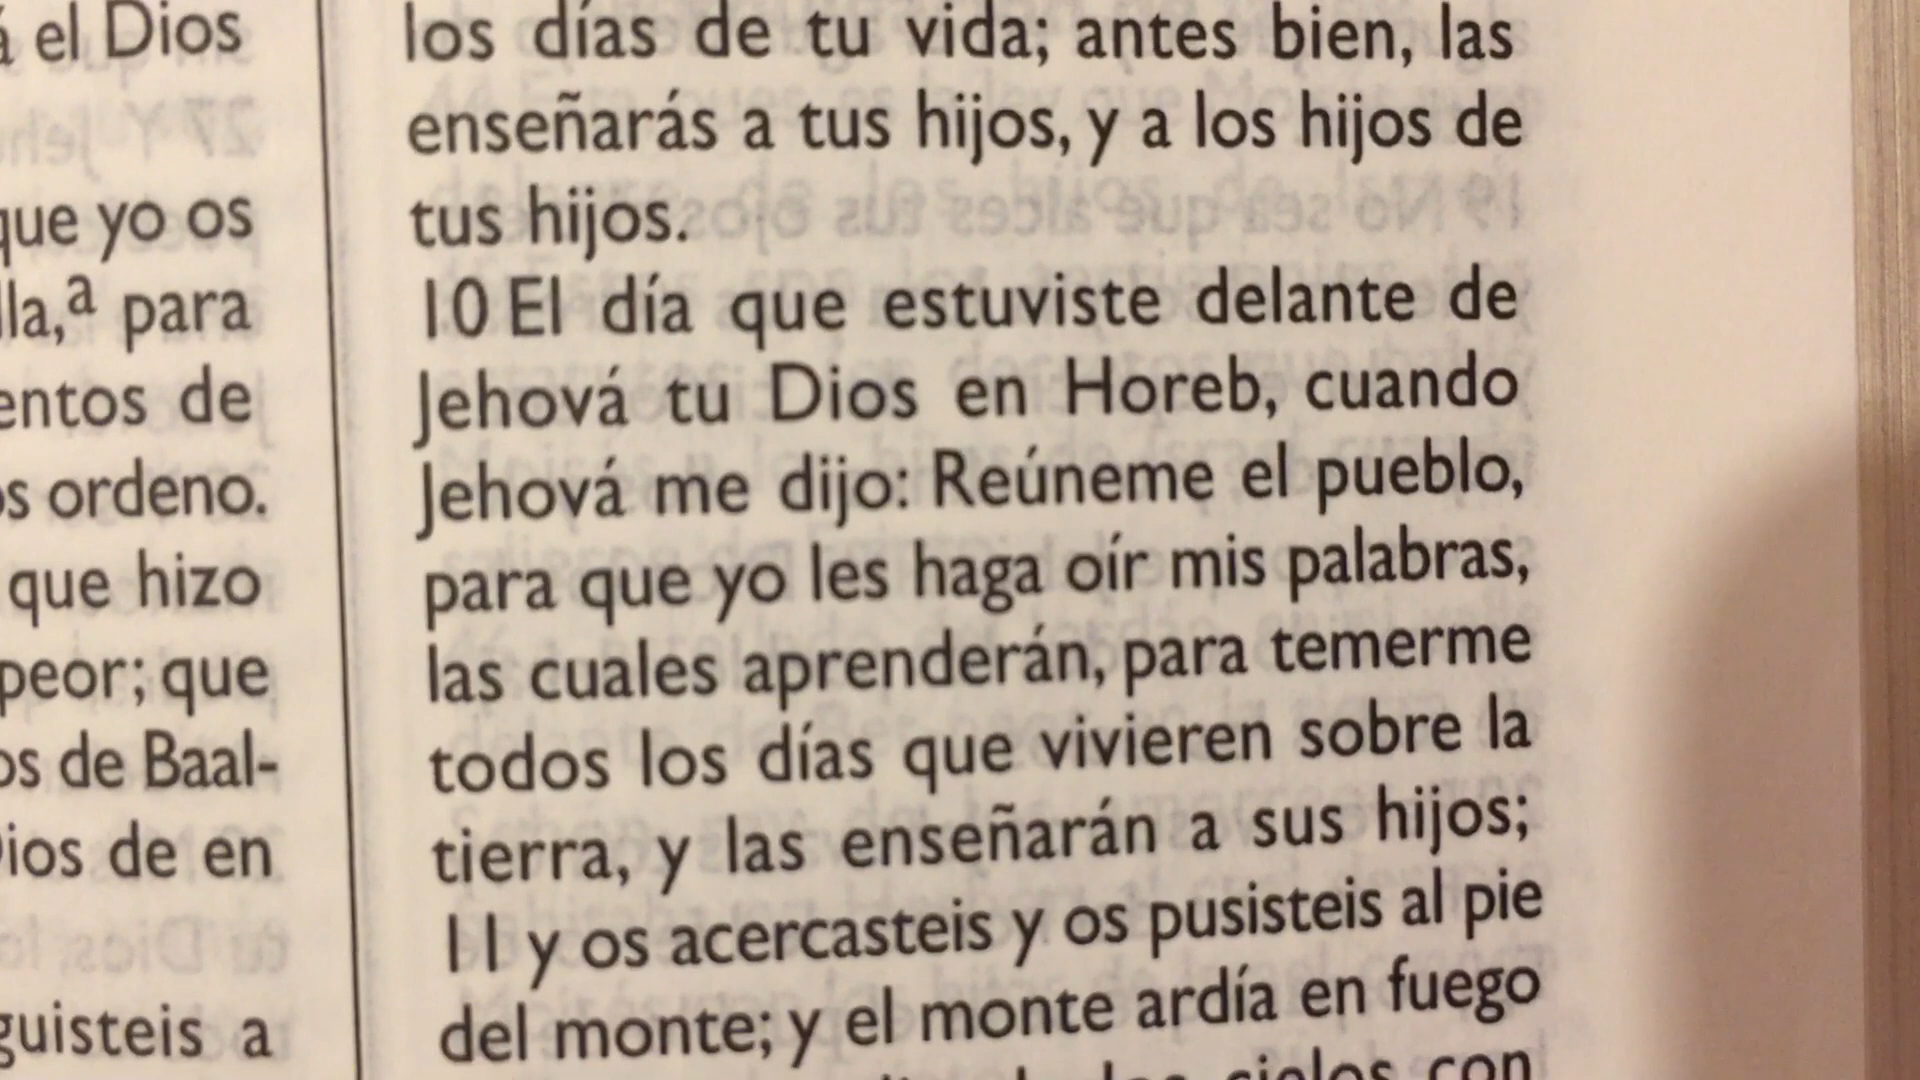 el Dios
que yo os
lla,ª para
entos de
os ordeno.
que hizo
peor; que
os de Baal-
Dios de en
guisteis a
los días de tu vida; antes bien, las
enseñarás a tus hijos, y a los hijos de
tus hijos.
10 El día que estuviste delante de
Jehová tu Dios en Horeb, cuando
Jehová me dijo: Reúneme el pueblo,
para que yo les haga oír mis palabras,
las cuales aprenderán, para temerme
todos los días que vivieren sobre la
tierra, y las enseñarán a sus hijos;
11 y os acercasteis y os pusisteis al pie
del monte; y el monte ardía en fuego
cielos con